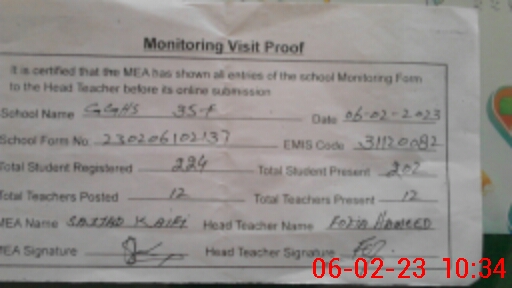 Monitoring Visit Proof
It is certified that the MEA has shown all entries of the school Monitoring Form
to the Head Teacher before its online submission
School Name GGHS 35-F Date 06-02-2023
School Form No. 230206102137 EMIS Code 31120082
Total Student Registered 224 Total Student Present 202
Total Teachers Posted 12 Total Teachers Present 12
MEA Name SAJJAD KAIFI Head Teacher Name FOZIA HAMEED
MEA Signature Head Teacher Signature
06-02-23 10:34